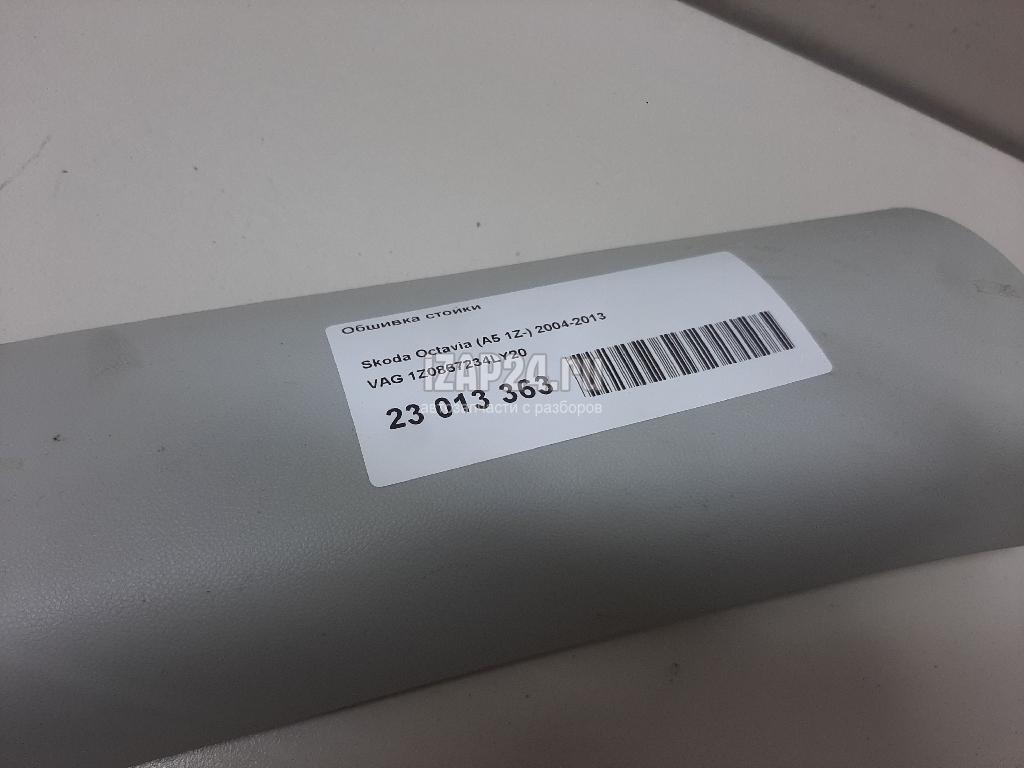 Обшивка стойки
Skoda Octavia (A5 1Z-) 2004-2013
VAG 1Z0867234LY20
23 013 363
IZAP24.RU
автозапчасти с разборов